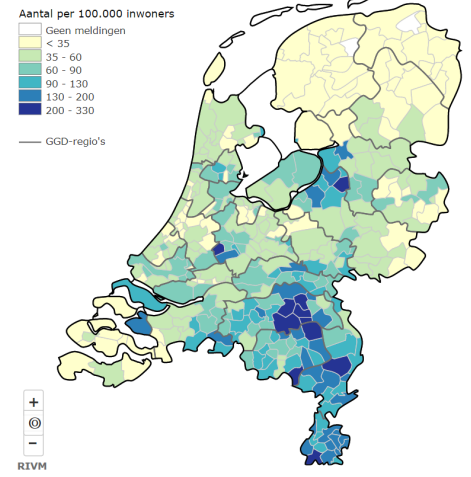 Aantal per 100.000 inwoners
Geen meldingen
< 35
35 - 60
60 - 90
90 - 130
130 - 200
200 - 330
GGD-regio's
+
−
RIVM